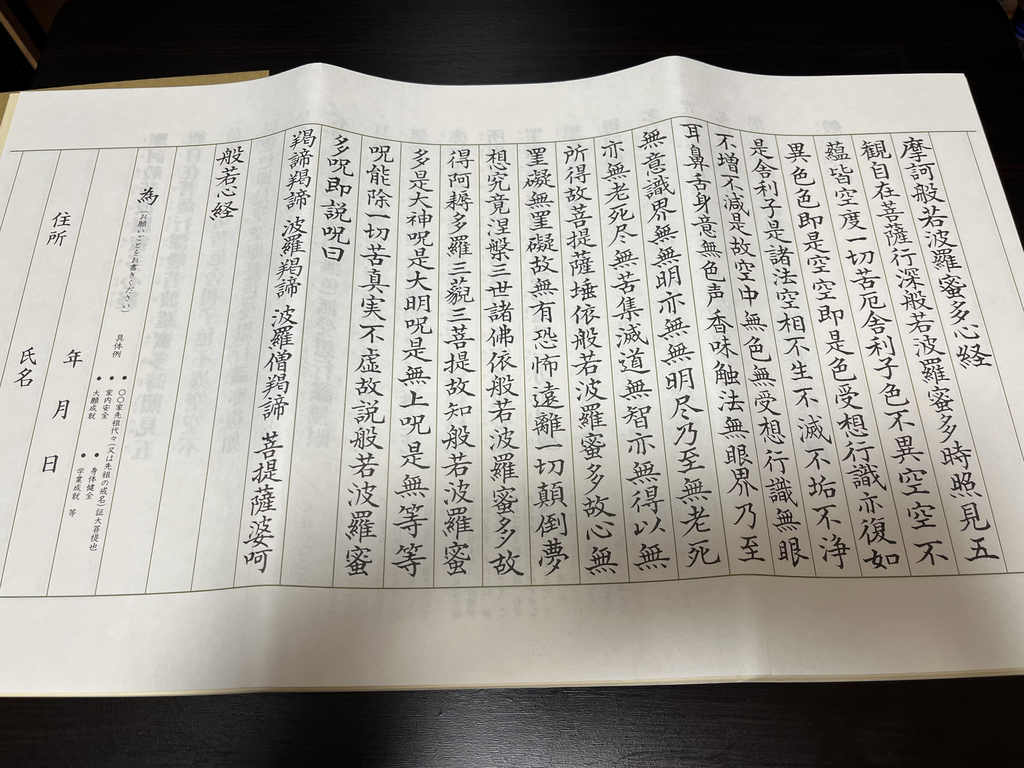 摩訶般若波羅蜜多心経
観自在菩薩行深般若波羅蜜多時照見五
蘊皆空度一切苦厄舎利子色不異空空不
異色色即是空空即是色受想行識亦復如
是舎利子是諸法空相不生不滅不垢不浄
不増不減是故空中無色無受想行識無眼
耳鼻舌身意無色声香味触法無眼界乃至
無意識界無無明亦無無明尽乃至無老死
亦無老死尽無苦集滅道無智亦無得以無
所得故菩提薩埵依般若波羅蜜多故心無
罣礙無罣礙故無有恐怖遠離一切顛倒夢
想究竟涅槃三世諸佛依般若波羅蜜多故
得阿耨多羅三藐三菩提故知般若波羅蜜
多是大神呪是大明呪是無上呪是無等等
呪能除一切苦真実不虚故説般若波羅蜜
多呪即説呪曰
羯諦羯諦 波羅羯諦 波羅僧羯諦 菩提薩婆呵
般若心経
為(お願いごとをお書きください)
具体例
●〇〇家先祖代々(又は先祖の戒名)証大菩提也
●家内安全 ●身体健全
●大願成就 ●学業成就 等
年 月 日
住所
氏名